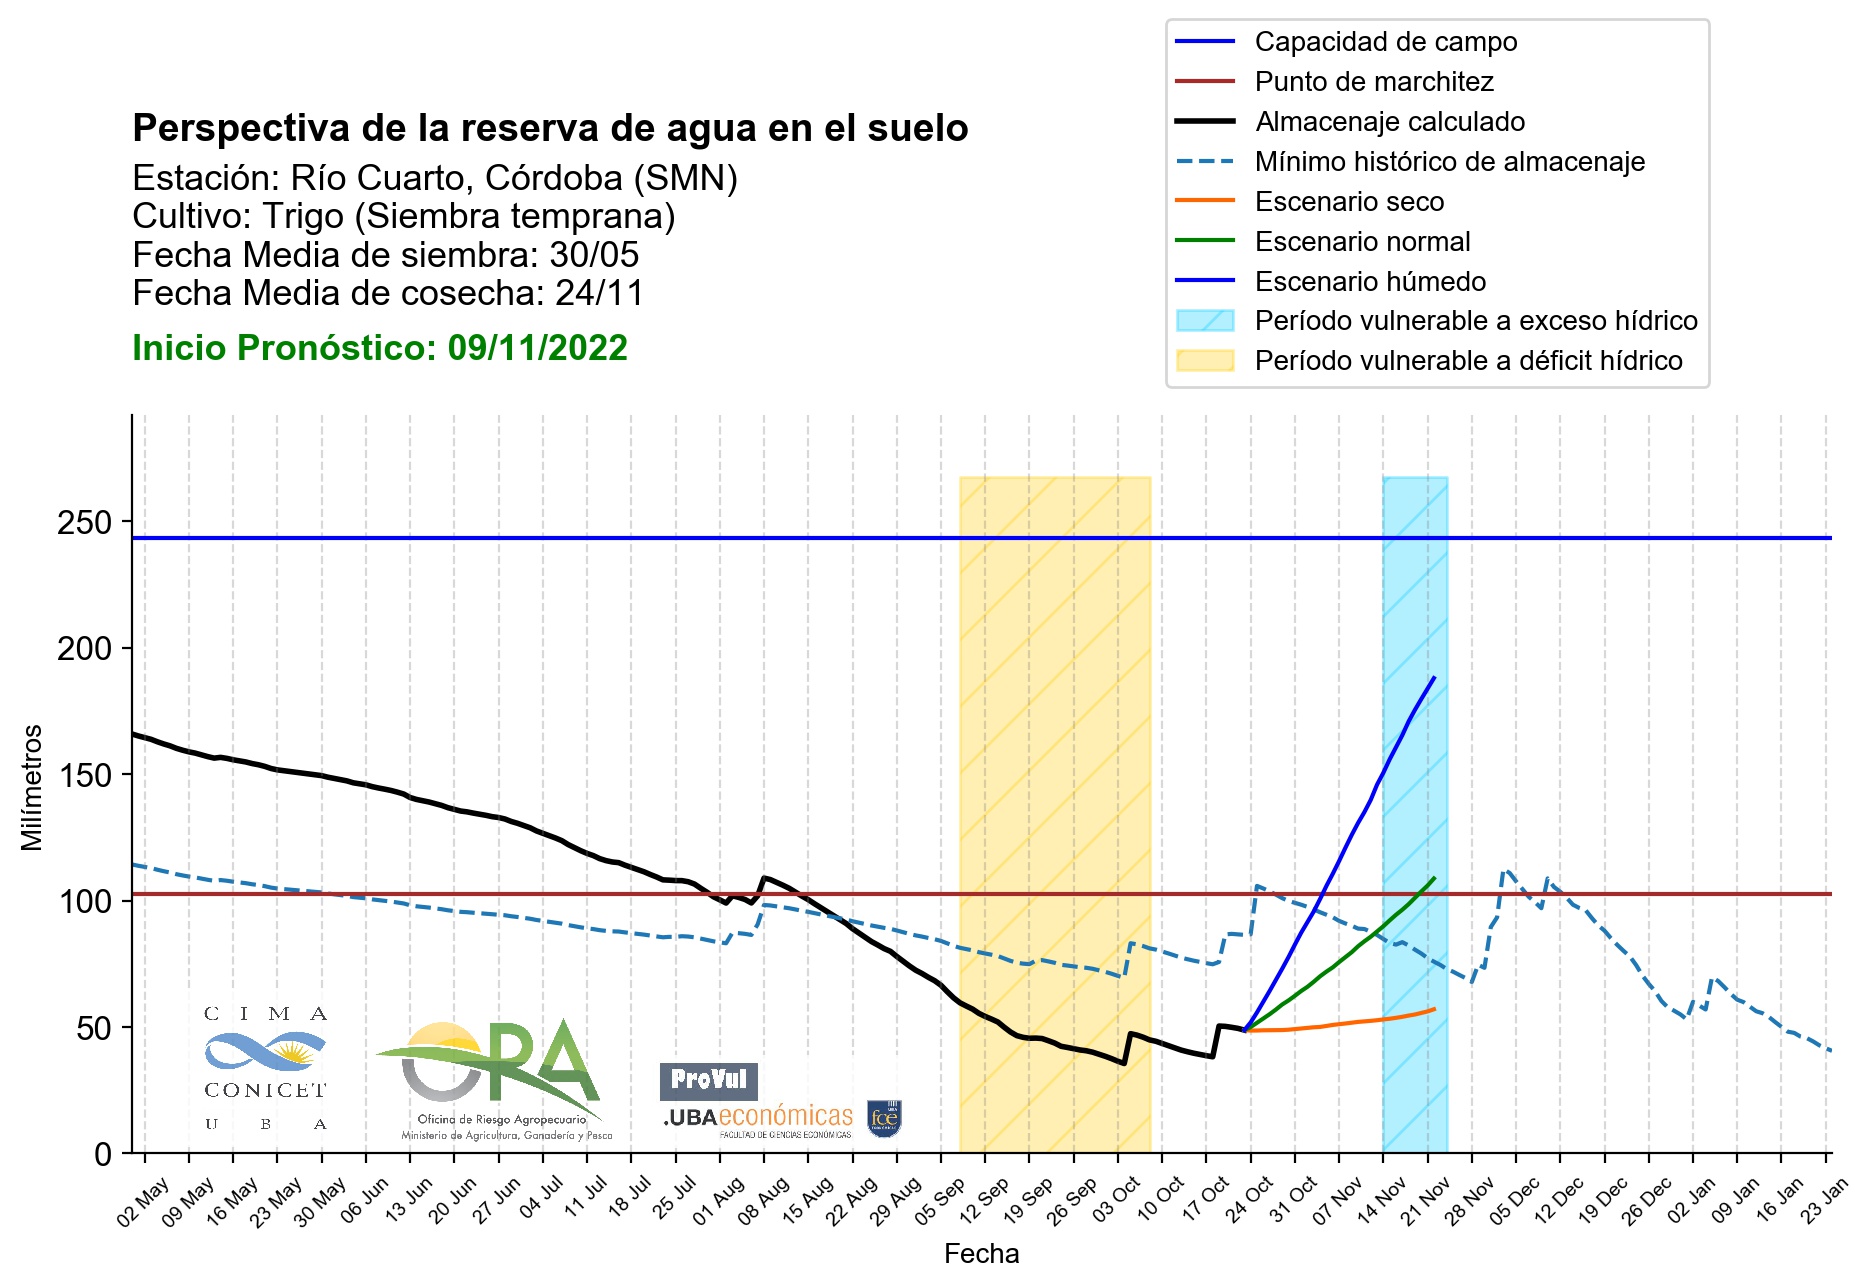 Capacidad de campo
Punto de marchitez
Almacenaje calculado
Mínimo histórico de almacenaje
Escenario seco
Escenario normal
Escenario húmedo
Período vulnerable a exceso hídrico
Período vulnerable a déficit hídrico
Perspectiva de la reserva de agua en el suelo
Estación: Río Cuarto, Córdoba (SMN)
Cultivo: Trigo (Siembra temprana)
Fecha Media de siembra: 30/05
Fecha Media de cosecha: 24/11
Inicio Pronóstico: 09/11/2022
250
200
150
100
50
0
Milímetros
CIMA
CONICET
UBA
ORA
Oficina de Riesgo Agropecuario
Ministerio de Agricultura, Ganadería y Pesca
ProVul
.UBAeconómicas
FACULTAD DE CIENCIAS ECONÓMICAS
fce
02 May 09 May 16 May 23 May 30 May 06 Jun 13 Jun 20 Jun 27 Jun 04 Jul 11 Jul 18 Jul 25 Jul 01 Aug 08 Aug 15 Aug 22 Aug 29 Aug 05 Sep 12 Sep 19 Sep 26 Sep 03 Oct 10 Oct 17 Oct 24 Oct 31 Oct 07 Nov 14 Nov 21 Nov 28 Nov 05 Dec 12 Dec 19 Dec 26 Dec 02 Jan 09 Jan 16 Jan 23 Jan
Fecha